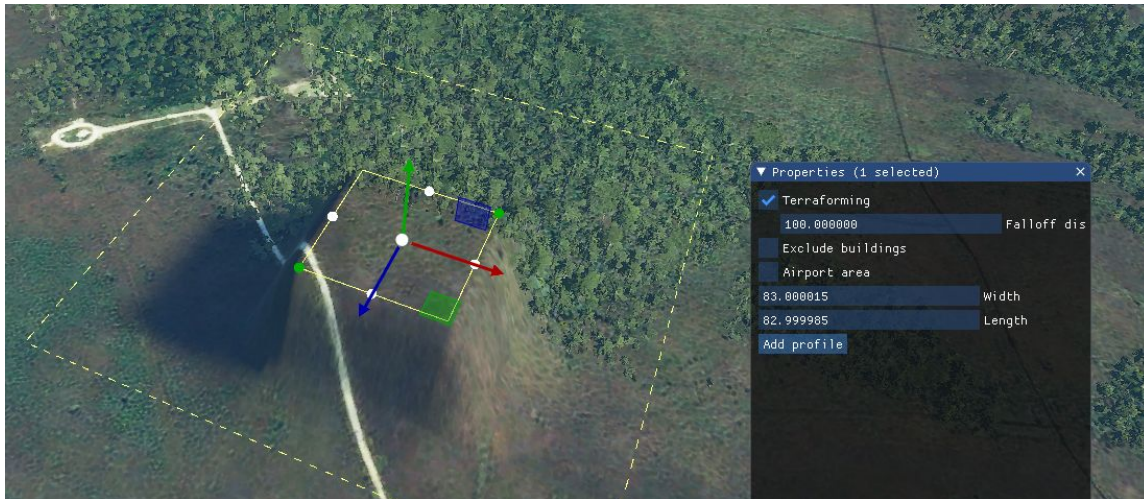 Properties (1 selected)
Terraforming
100.000000 Falloff dis
Exclude buildings
Airport area
83.000015 Width
82.999985 Length
Add profile